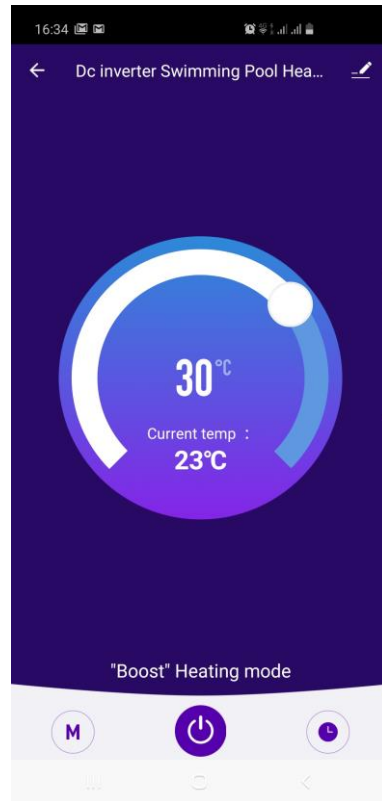 16:34
Dc inverter Swimming Pool Hea...
30°C
Current temp :
23°C
"Boost" Heating mode
M